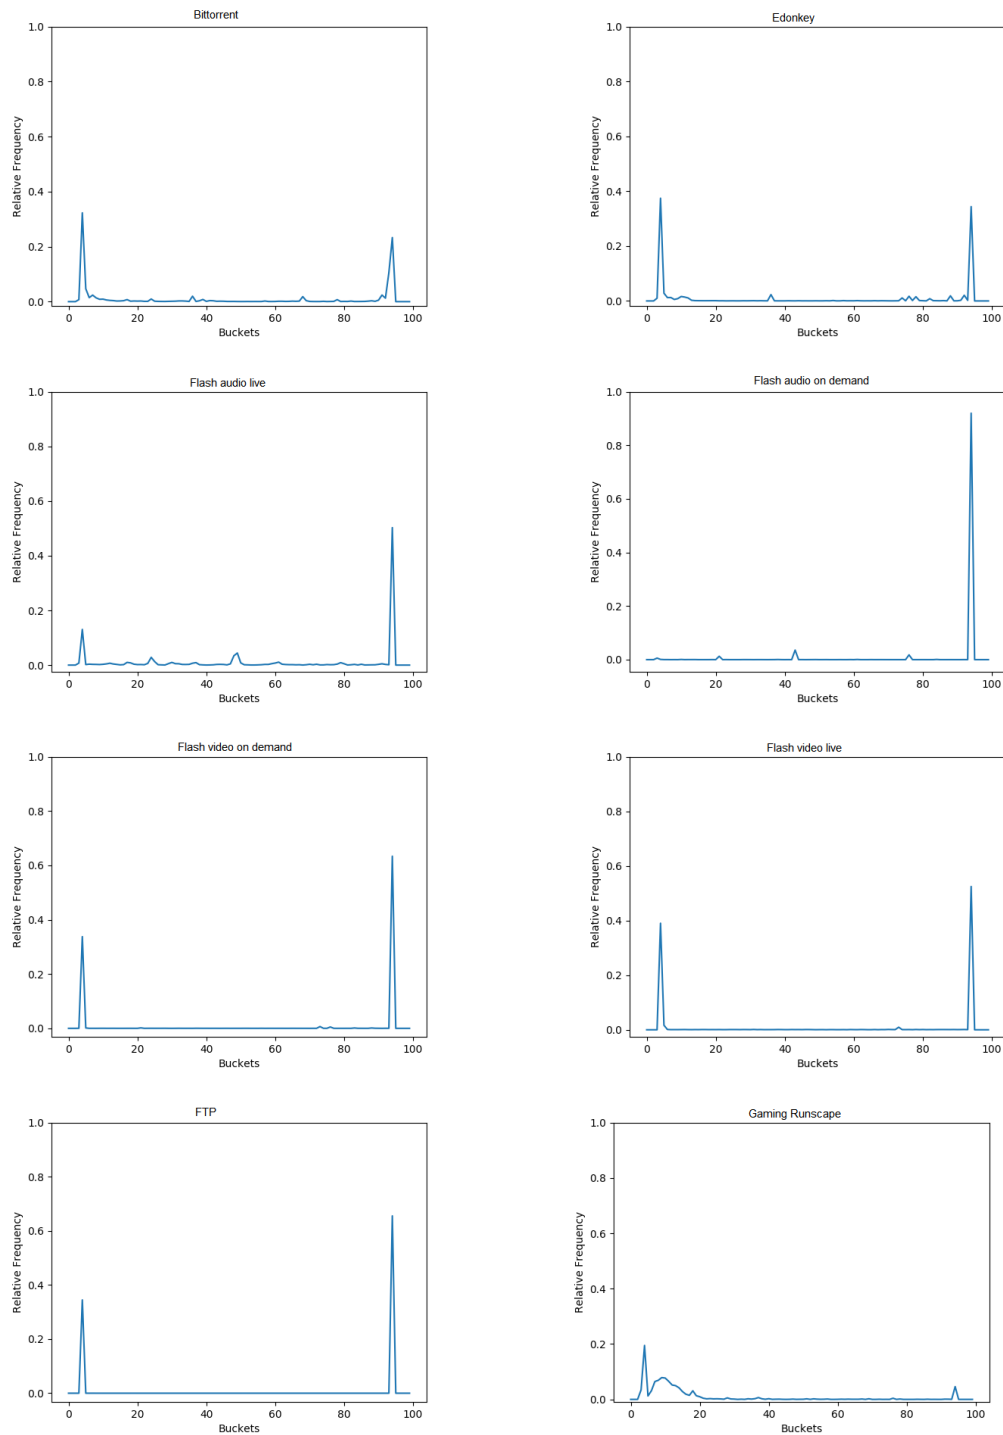 Bittorrent
1.0
0.8
0.6
0.4
0.2
0.0
Relative Frequency
0 20 40 60 80 100
Buckets
Edonkey
1.0
0.8
0.6
0.4
0.2
0.0
Relative Frequency
0 20 40 60 80 100
Buckets
Flash audio live
1.0
0.8
0.6
0.4
0.2
0.0
Relative Frequency
0 20 40 60 80 100
Buckets
Flash audio on demand
1.0
0.8
0.6
0.4
0.2
0.0
Relative Frequency
0 20 40 60 80 100
Buckets
Flash video on demand
1.0
0.8
0.6
0.4
0.2
0.0
Relative Frequency
0 20 40 60 80 100
Buckets
Flash video live
1.0
0.8
0.6
0.4
0.2
0.0
Relative Frequency
0 20 40 60 80 100
Buckets
FTP
1.0
0.8
0.6
0.4
0.2
0.0
Relative Frequency
0 20 40 60 80 100
Buckets
Gaming Runscape
1.0
0.8
0.6
0.4
0.2
0.0
Relative Frequency
0 20 40 60 80 100
Buckets